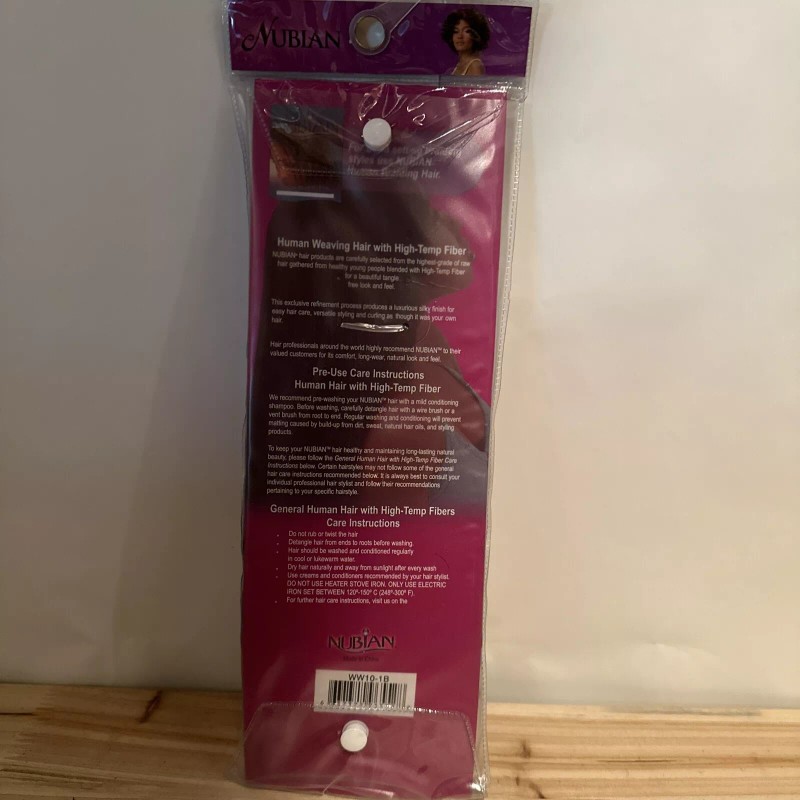 NUBIAN
styles use NUBIAN
Braiding Hair.
Human Weaving Hair with High-Temp Fiber
NUBIAN® hair products are carefully selected from the highest-grade of raw
hair gathered from healthy young people blended with High-Temp Fiber
for a beautiful tangle
free look and feel.
This exclusive refinement process produces a luxurious silky finish for
easy hair care, versatile styling and curling as though it was your own
hair.
Hair professionals around the world highly recommend NUBIAN™ to their
valued customers for its comfort, long-wear, natural look and feel.
Pre-Use Care Instructions
Human Hair with High-Temp Fiber
We recommend pre-washing your NUBIAN™ hair with a mild conditioning
shampoo. Before washing, carefully detangle hair with a wire brush or a
vent brush from root to end. Regular washing and conditioning will prevent
matting caused by build-up from dirt, sweat, natural hair oils, and styling
products.
To keep your NUBIAN™ hair healthy and maintaining long-lasting natural
beauty, please follow the General Human Hair with High-Temp Fiber Care
Instructions below. Certain hairstyles may not follow some of the general
hair care instructions recommended below. It is always best to consult your
individual professional hair stylist and follow their recommendations
pertaining to your specific hairstyle.
General Human Hair with High-Temp Fibers
Care Instructions
• Do not rub or twist the hair
• Detangle hair from ends to roots before washing.
• Hair should be washed and conditioned regularly
in cool or lukewarm water.
• Dry hair naturally and away from sunlight after every wash
• Use creams and conditioners recommended by your hair stylist.
DO NOT USE HEATER STOVE IRON. ONLY USE ELECTRIC
IRON SET BETWEEN 120º-150º C (248º-300º F).
• For further hair care instructions, visit us on the
NUBIAN
Made in China
WW10-1B